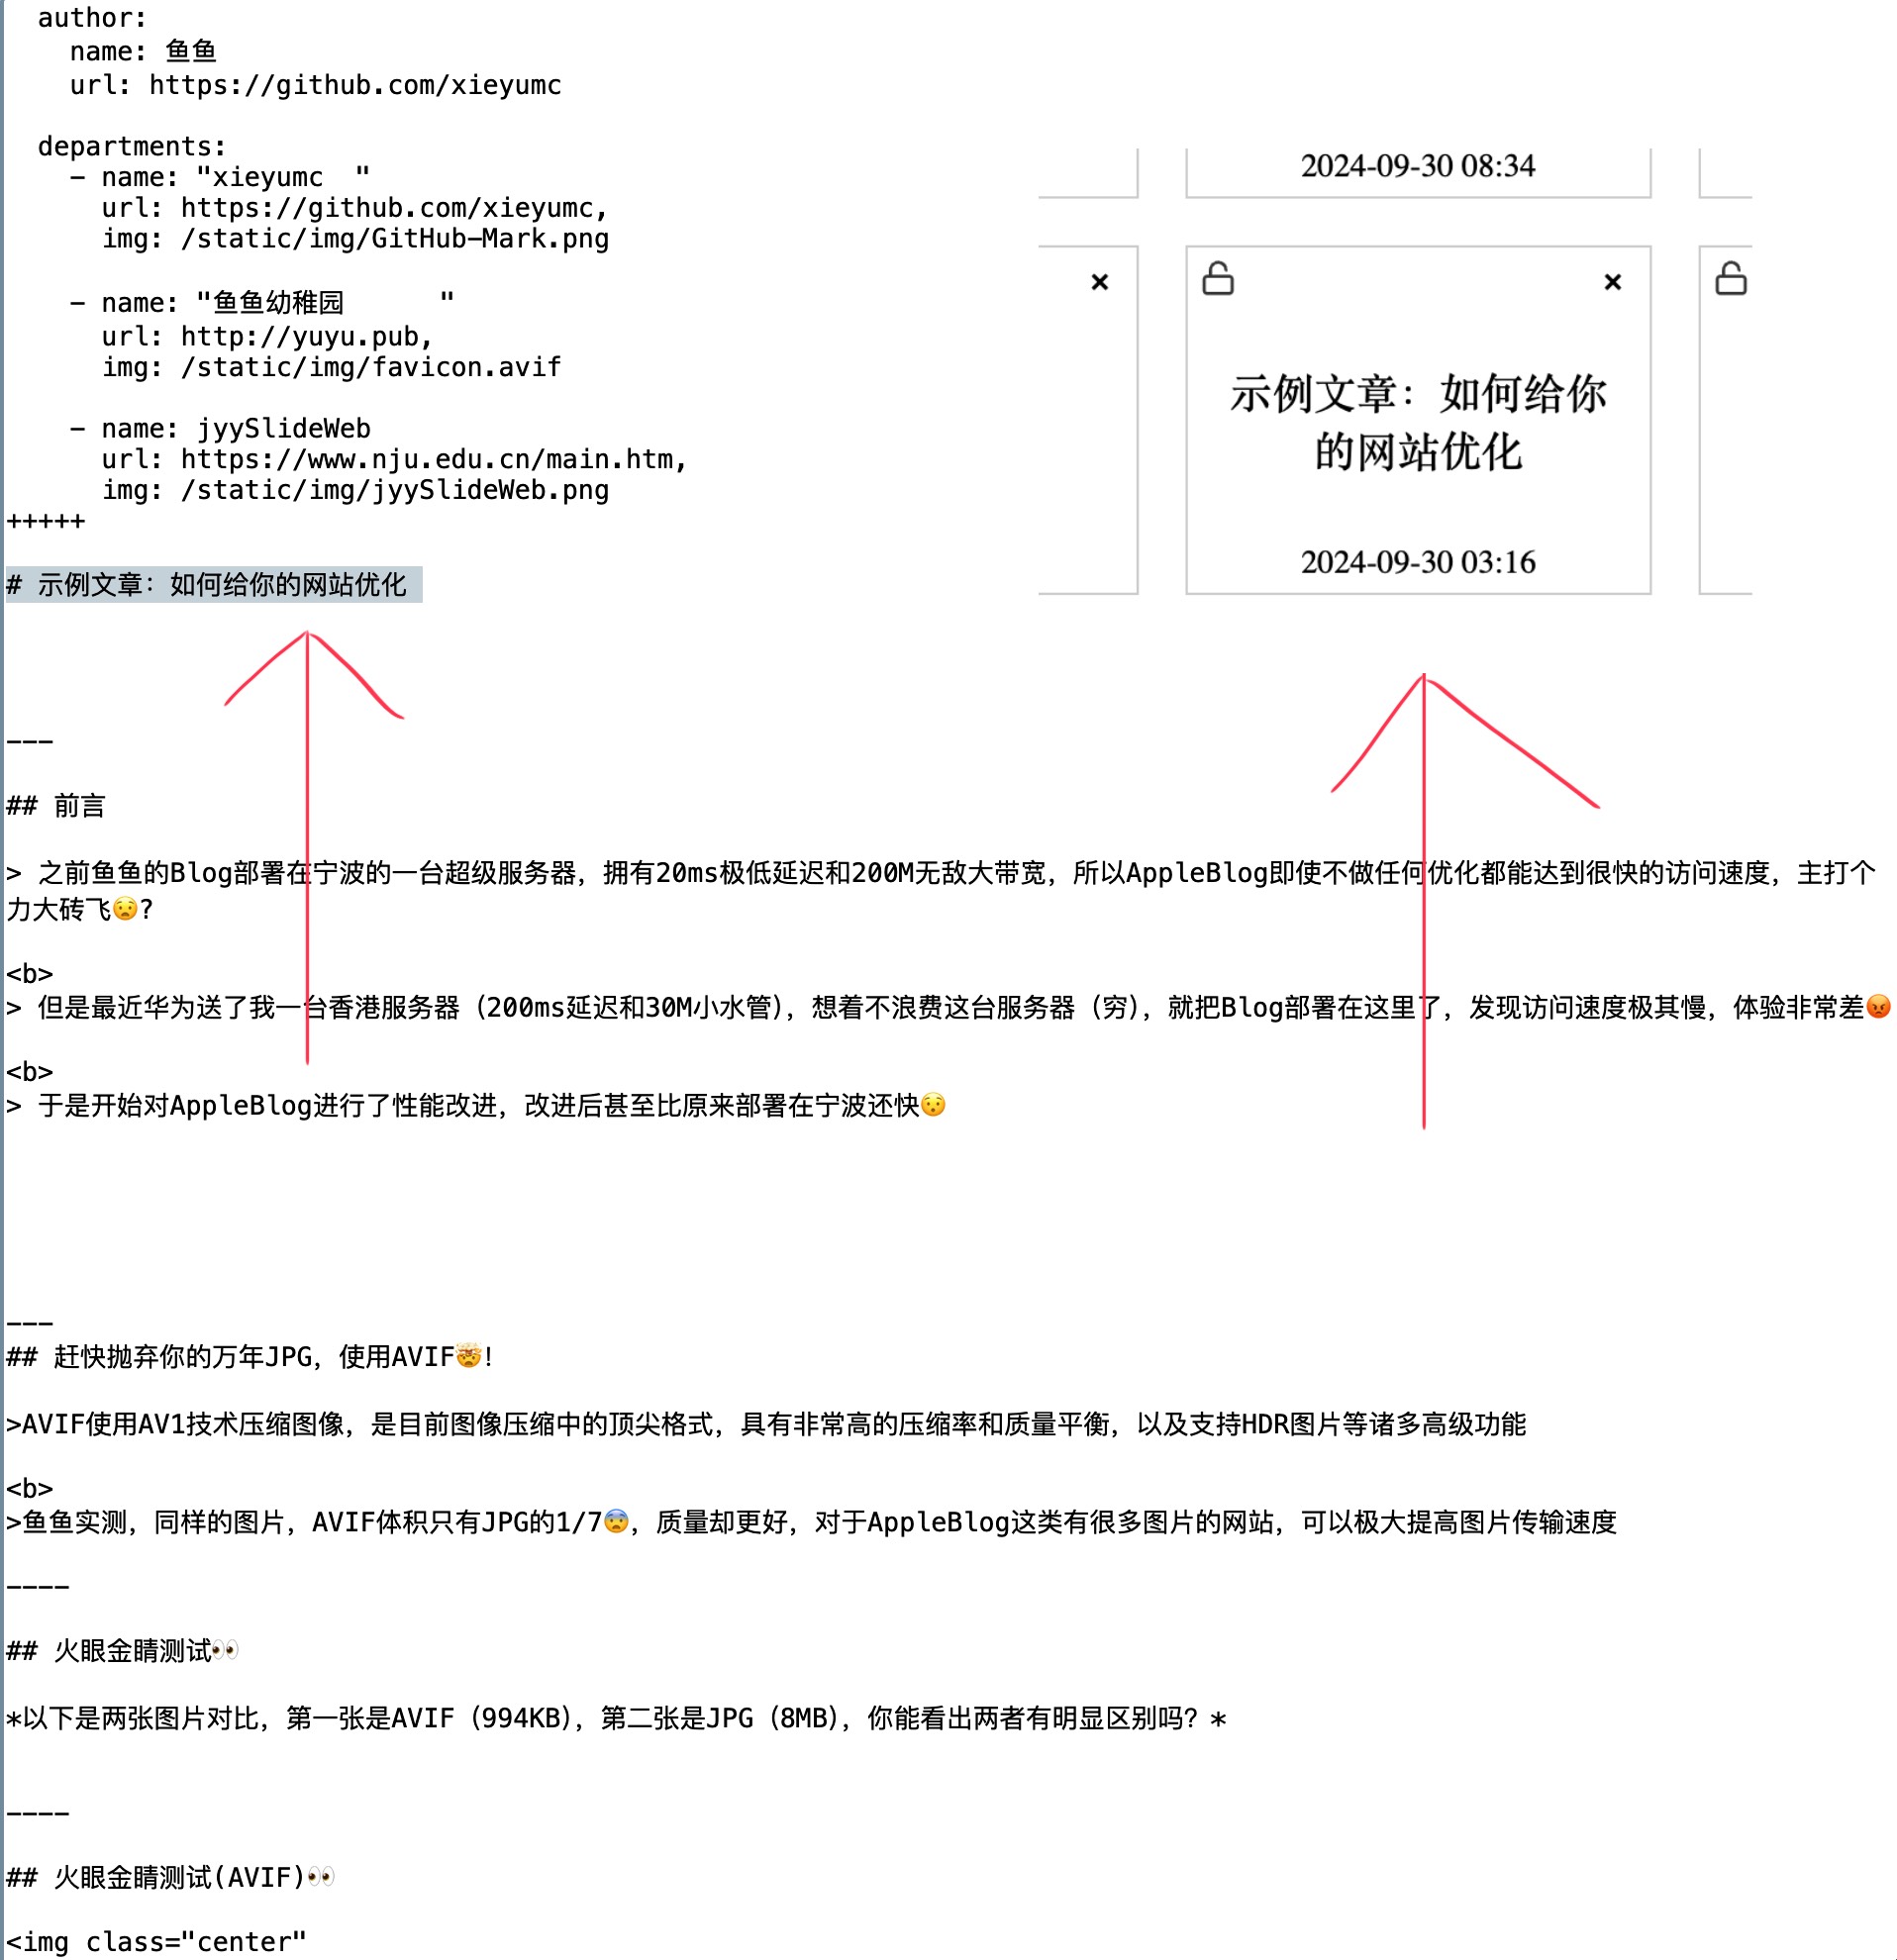 author:
name: 鱼鱼
url: https://github.com/xieyumc
departments:
- name: "xieyumc  "
url: https://github.com/xieyumc,
img: /static/img/GitHub-Mark.png
- name: "鱼鱼幼稚园      "
url: http://yuyu.pub,
img: /static/img/favicon.avif
- name: jyySlideWeb
url: https://www.nju.edu.cn/main.htm,
img: /static/img/jyySlideWeb.png
+++++
# 示例文章：如何给你的网站优化
2024-09-30 08:34
×
×
示例文章：如何给你
的网站优化
2024-09-30 03:16
---
## 前言
> 之前鱼鱼的Blog部署在宁波的一台超级服务器，拥有20ms极低延迟和200M无敌大带宽，所以AppleBlog即使不做任何优化都能达到很快的访问速度，主打个
力大砖飞😧?
<b>
> 但是最近华为送了我一台香港服务器（200ms延迟和30M小水管），想着不浪费这台服务器（穷），就把Blog部署在这里了，发现访问速度极其慢，体验非常差😡
<b>
> 于是开始对AppleBlog进行了性能改进，改进后甚至比原来部署在宁波还快😯
---
## 赶快抛弃你的万年JPG，使用AVIF🤯！
>AVIF使用AV1技术压缩图像，是目前图像压缩中的顶尖格式，具有非常高的压缩率和质量平衡，以及支持HDR图片等诸多高级功能
<b>
>鱼鱼实测，同样的图片，AVIF体积只有JPG的1/7😨，质量却更好，对于AppleBlog这类有很多图片的网站，可以极大提高图片传输速度
----
## 火眼金睛测试👀
*以下是两张图片对比，第一张是AVIF（994KB），第二张是JPG（8MB），你能看出两者有明显区别吗？*
----
## 火眼金睛测试(AVIF)👀
<img class="center"